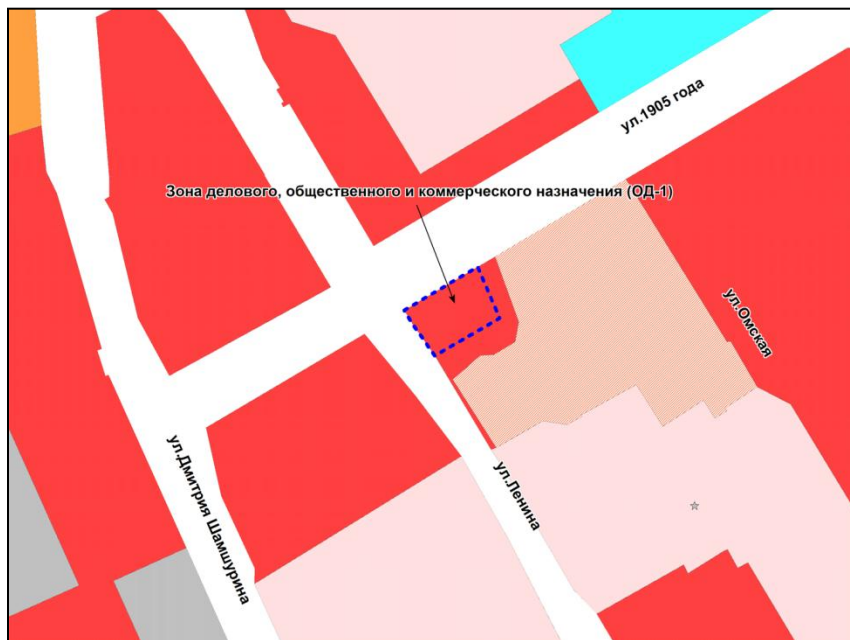 ул.1905 года
Зона делового, общественного и коммерческого назначения (ОД-1)
ул.Омская
ул.Дмитрия Шамшурина
ул.Ленина